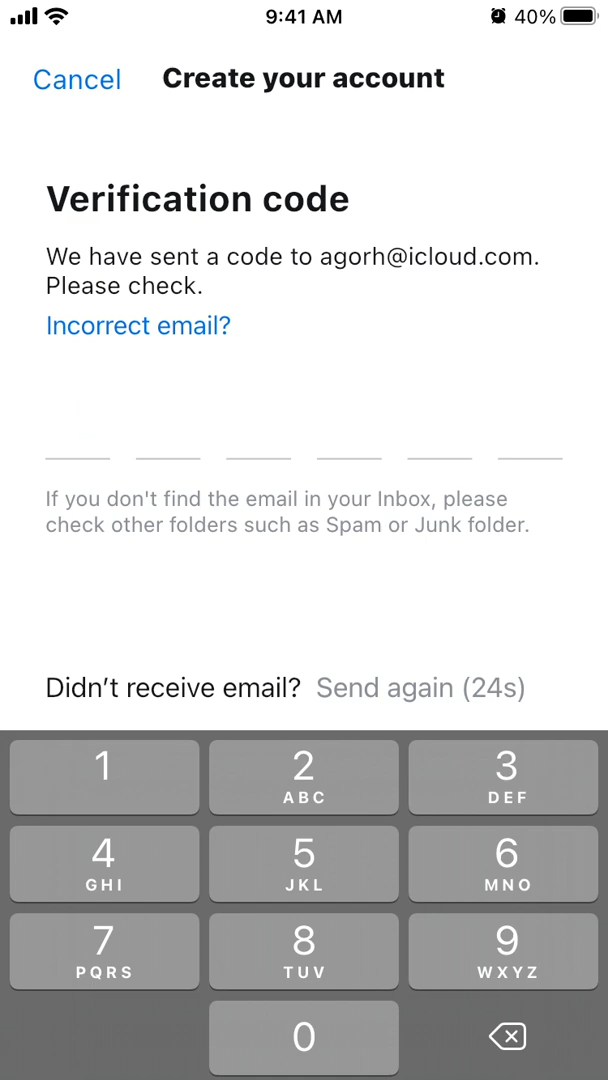 9:41 AM
40%
Cancel
Create your account
Verification code
We have sent a code to agorh@icloud.com.
Please check.
Incorrect email?
If you don't find the email in your Inbox, please
check other folders such as Spam or Junk folder.
Didn’t receive email? Send again (24s)
1
2
ABC
3
DEF
4
GHI
5
JKL
6
MNO
7
PQRS
8
TUV
9
WXYZ
0